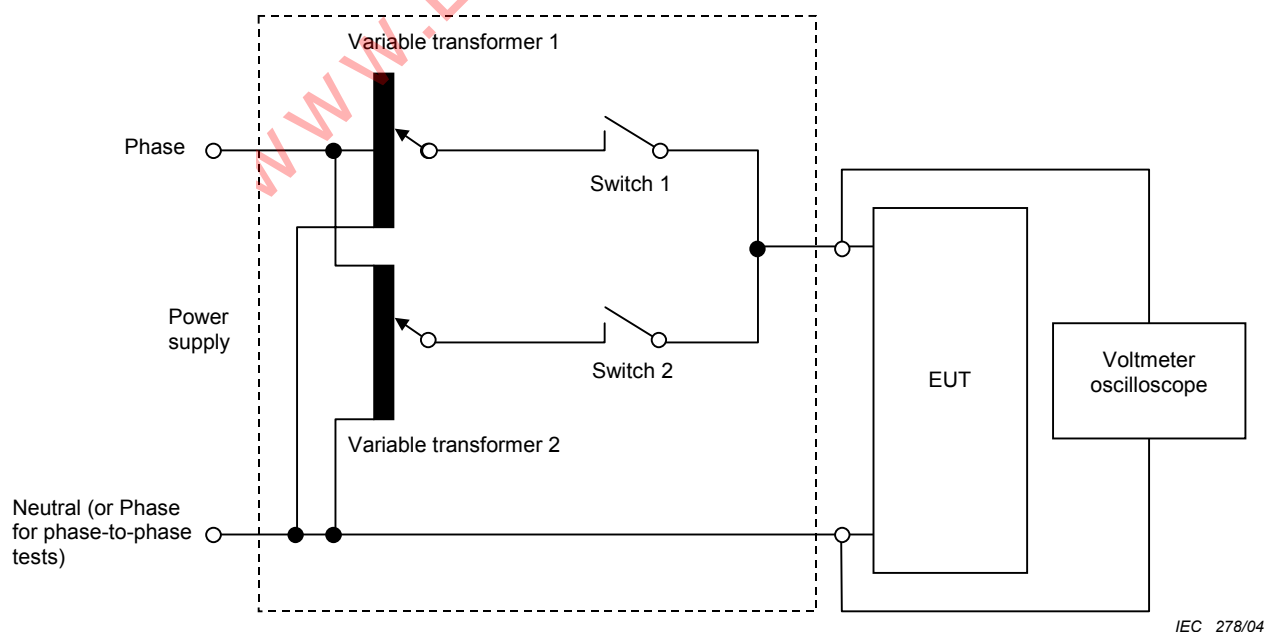 Variable transformer 1
Phase
Switch 1
Power
supply
Switch 2
EUT
Voltmeter
oscilloscope
Variable transformer 2
Neutral (or Phase
for phase-to-phase
tests)
IEC 278/04
www.